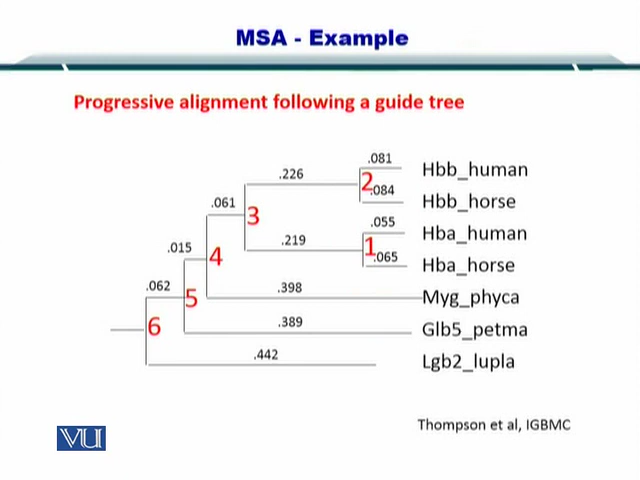 MSA - Example
Progressive alignment following a guide tree
.081
Hbb_human
.226
2
.084
Hbb_horse
.061
3
.055
Hba_human
.219
1
.065
Hba_horse
.015
4
.398
Myg_phyca
.062
5
.389
Glb5_petma
6
.442
Lgb2_lupla
Thompson et al, IGBMC
VU